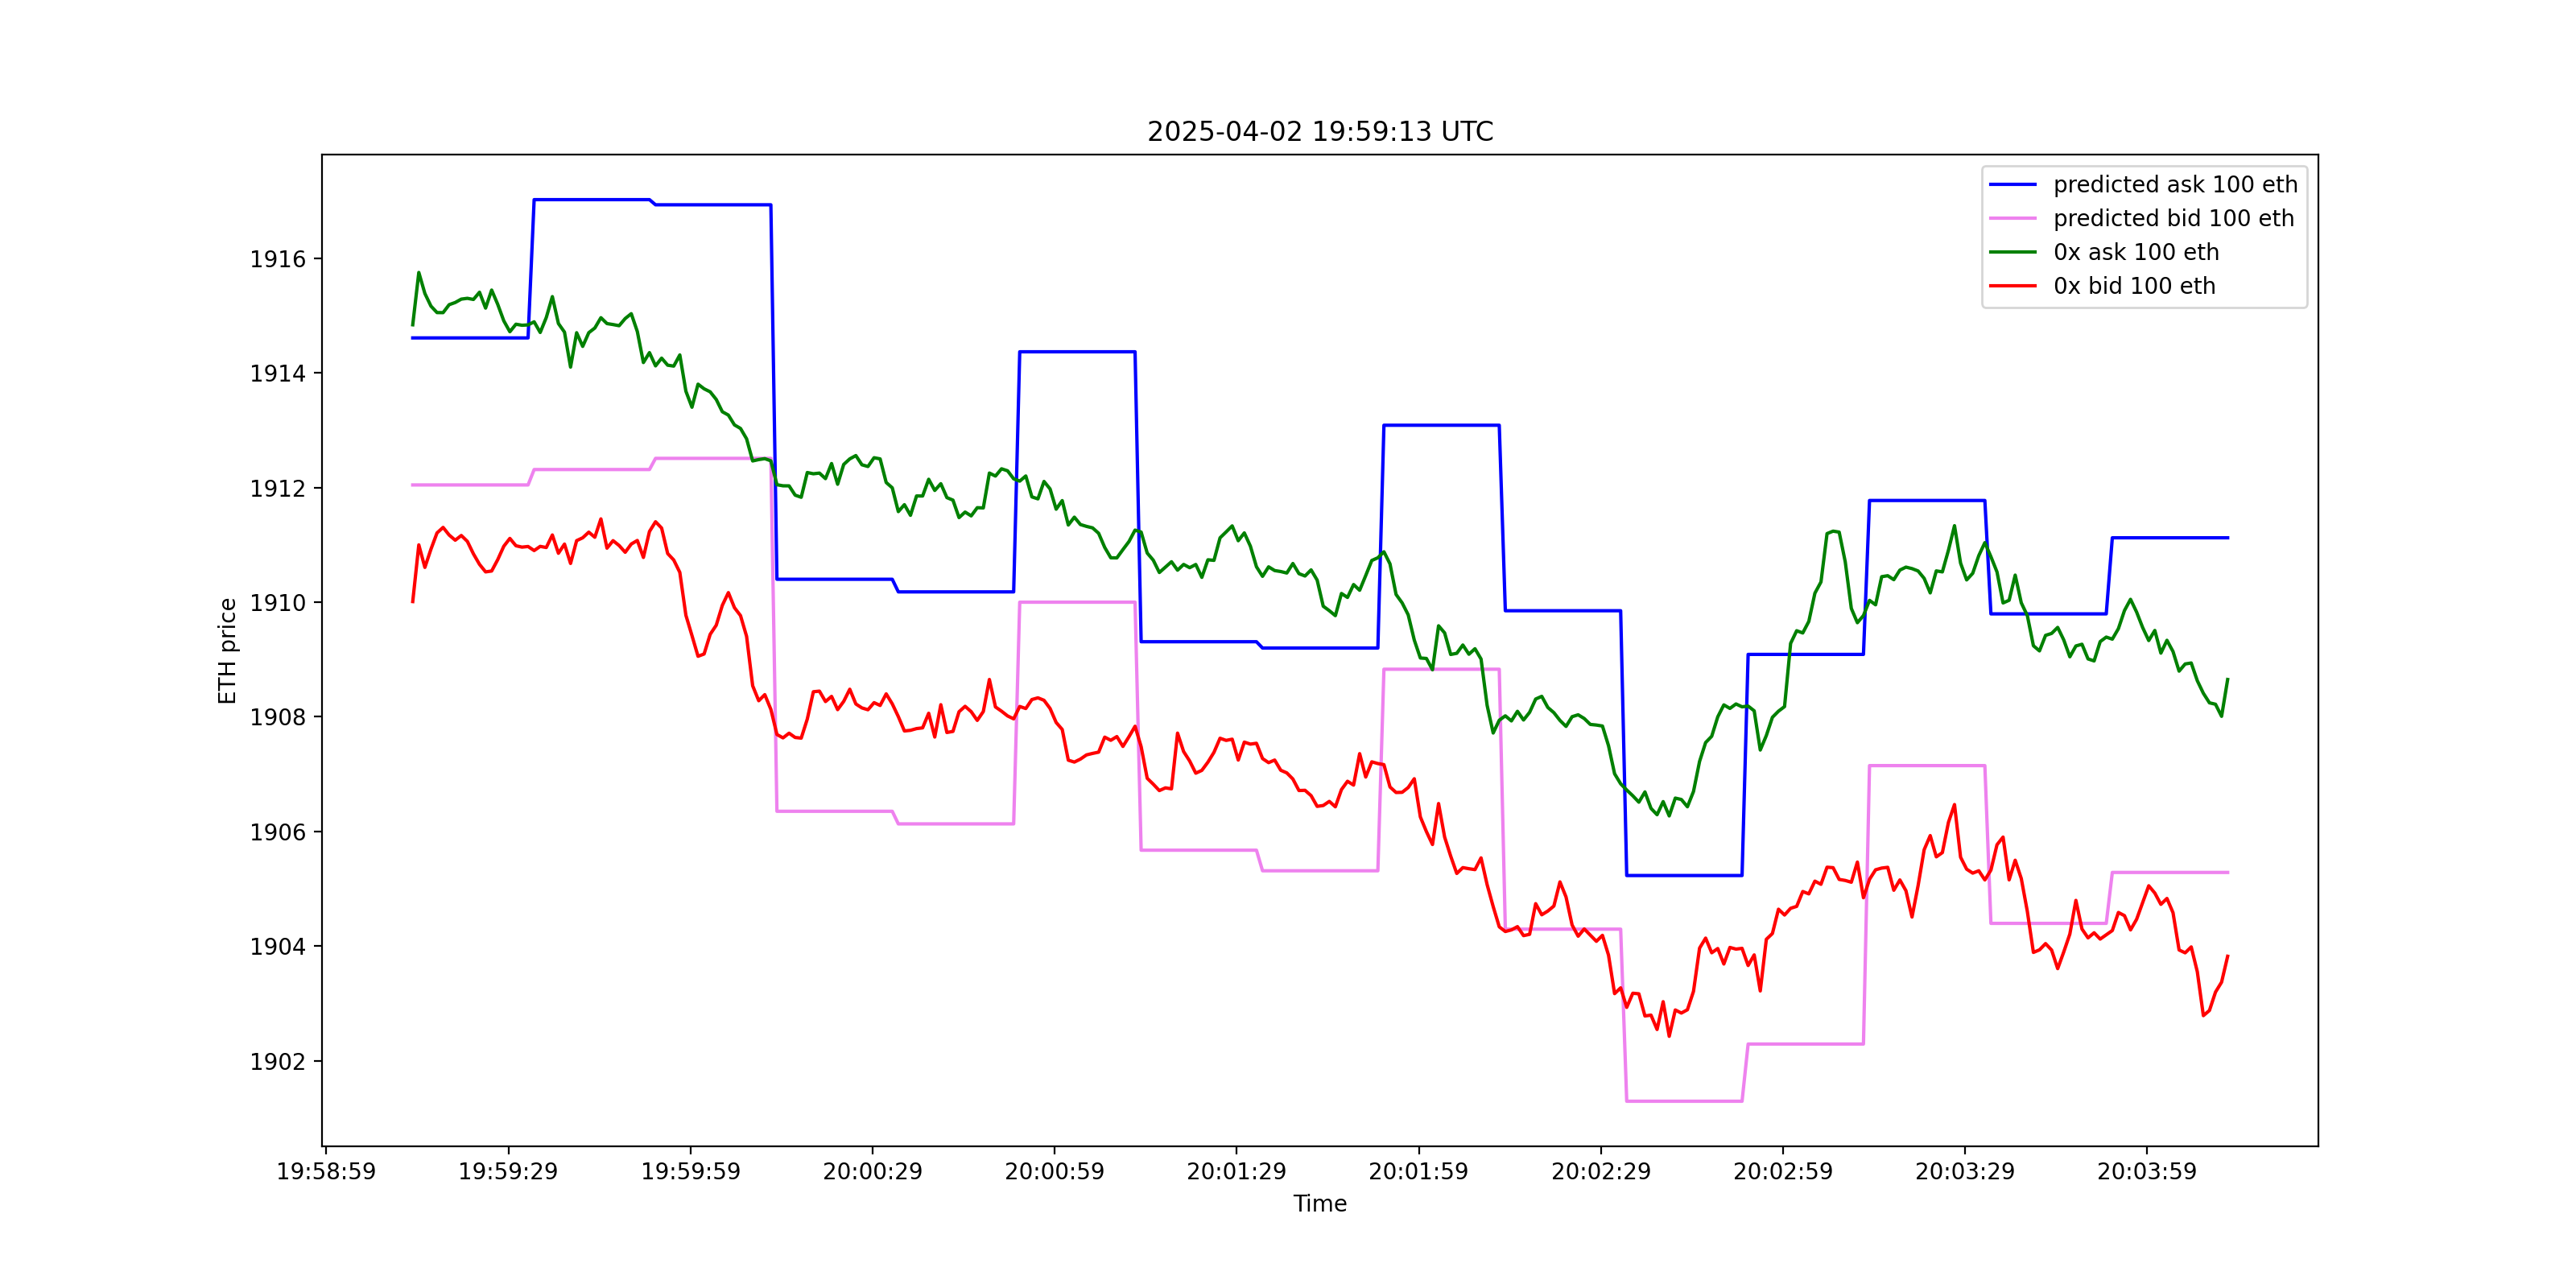 2025-04-02 19:59:13 UTC
predicted ask 100 eth
predicted bid 100 eth
0x ask 100 eth
0x bid 100 eth
ETH price
1916
1914
1912
1910
1908
1906
1904
1902
19:58:59 19:59:29 19:59:59 20:00:29 20:00:59 20:01:29 20:01:59 20:02:29 20:02:59 20:03:29 20:03:59
Time